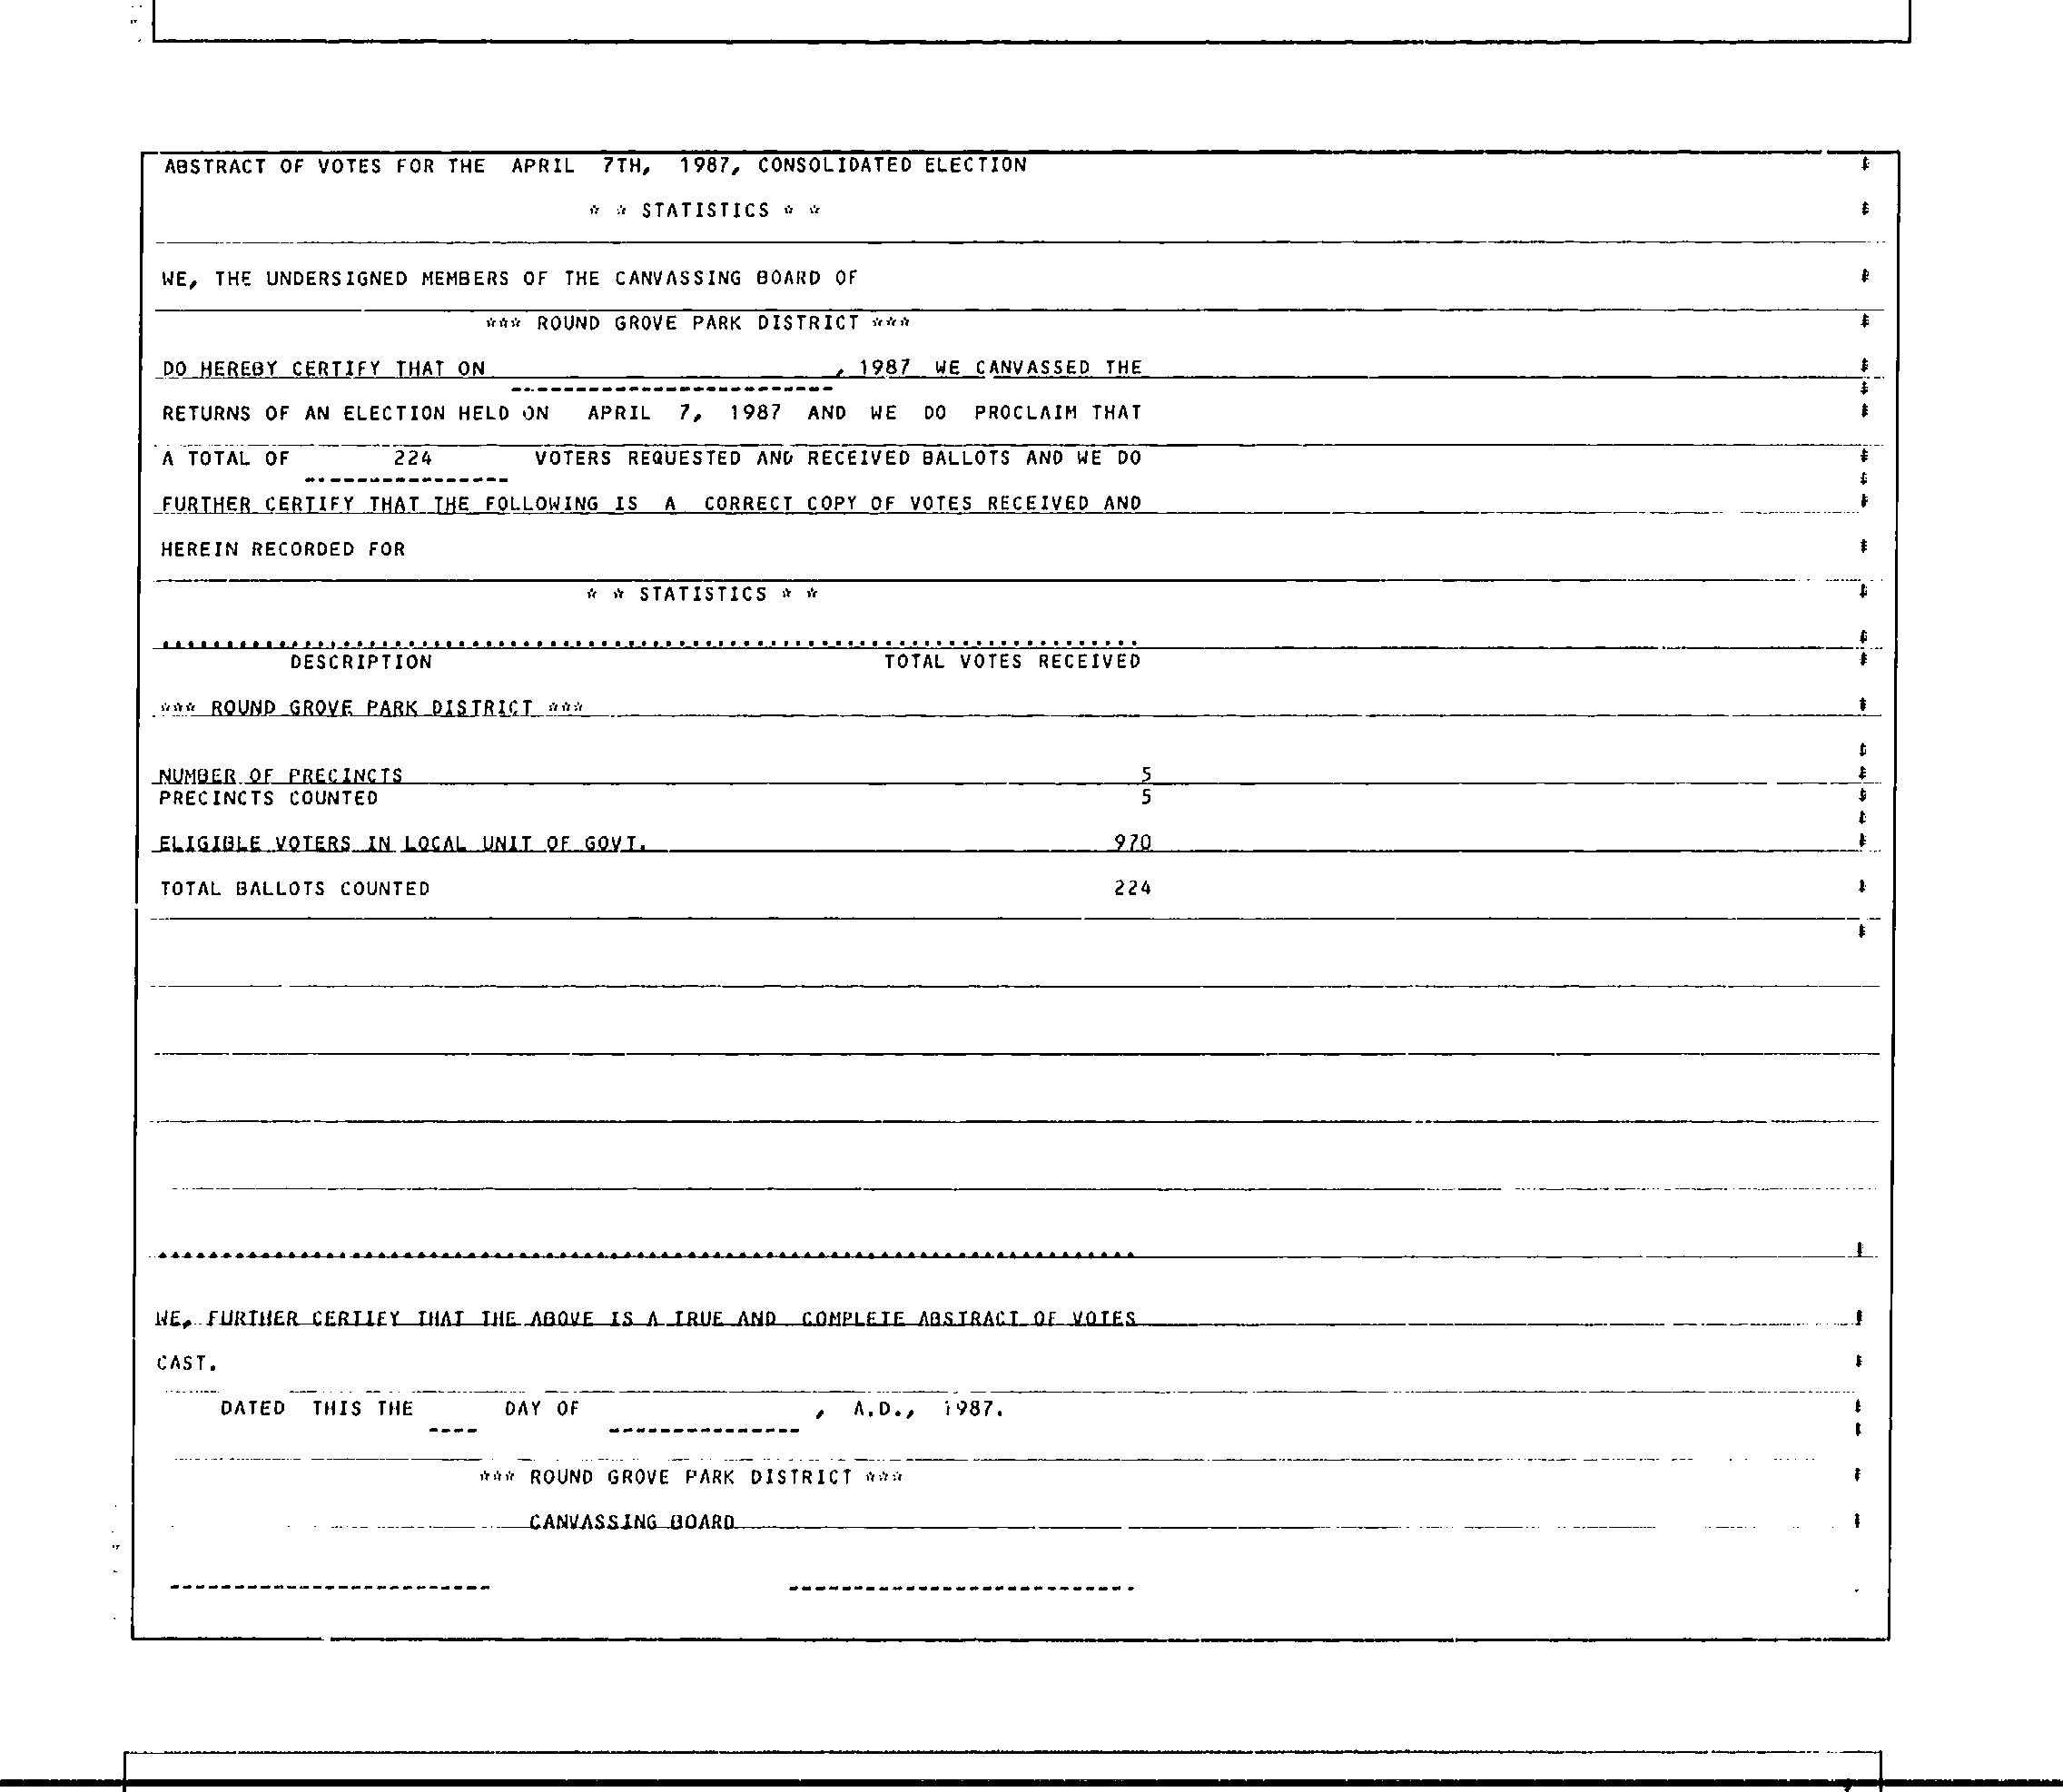 ABSTRACT OF VOTES FOR THE APRIL 7TH, 1987, CONSOLIDATED ELECTION
* * STATISTICS * *
WE, THE UNDERSIGNED MEMBERS OF THE CANVASSING BOARD OF
*** ROUND GROVE PARK DISTRICT ***
DO HEREBY CERTIFY THAT ON , 1987 WE CANVASSED THE
RETURNS OF AN ELECTION HELD ON APRIL 7, 1987 AND WE DO PROCLAIM THAT
A TOTAL OF 224 VOTERS REQUESTED AND RECEIVED BALLOTS AND WE DO
FURTHER CERTIFY THAT THE FOLLOWING IS A CORRECT COPY OF VOTES RECEIVED AND
HEREIN RECORDED FOR
* * STATISTICS * *
DESCRIPTION TOTAL VOTES RECEIVED
*** ROUND GROVE PARK DISTRICT ***
NUMBER OF PRECINCTS 5
PRECINCTS COUNTED 5
ELIGIBLE VOTERS IN LOCAL UNIT OF GOVT. 970
TOTAL BALLOTS COUNTED 224
WE, FURTHER CERTIFY THAT THE ABOVE IS A TRUE AND COMPLETE ABSTRACT OF VOTES
CAST.
DATED THIS THE ---- DAY OF --------------- , A.D., 1987.
*** ROUND GROVE PARK DISTRICT ***
CANVASSING BOARD